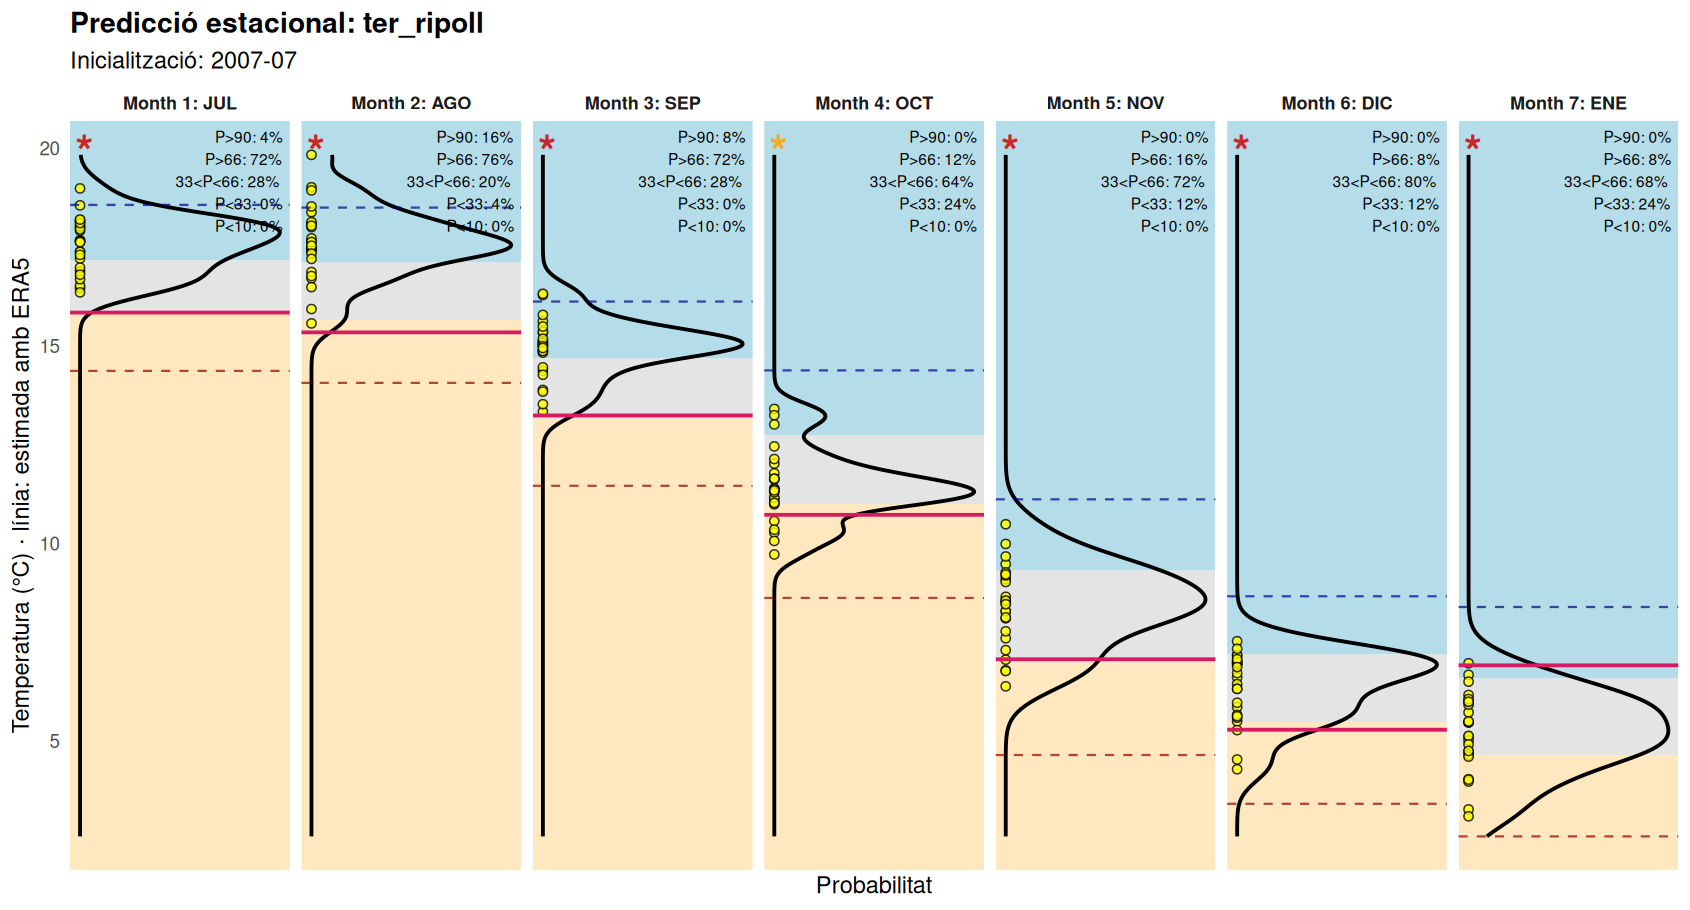 Predicció estacional: ter_ripoll
Inicialització: 2007-07
Month 1: JUL
Month 2: AGO
Month 3: SEP
Month 4: OCT
Month 5: NOV
Month 6: DIC
Month 7: ENE
Temperatura (°C) · línia: estimada amb ERA5
20
15
10
5
*
P>90: 4%
P>66: 72%
33<P<66: 28%
P<33: 0%
P<10: 0%
*
P>90: 16%
P>66: 76%
33<P<66: 20%
P<33: 4%
P<10: 0%
*
P>90: 8%
P>66: 72%
33<P<66: 28%
P<33: 0%
P<10: 0%
*
P>90: 0%
P>66: 12%
33<P<66: 64%
P<33: 24%
P<10: 0%
*
P>90: 0%
P>66: 16%
33<P<66: 72%
P<33: 12%
P<10: 0%
*
P>90: 0%
P>66: 8%
33<P<66: 80%
P<33: 12%
P<10: 0%
*
P>90: 0%
P>66: 8%
33<P<66: 68%
P<33: 24%
P<10: 0%
Probabilitat